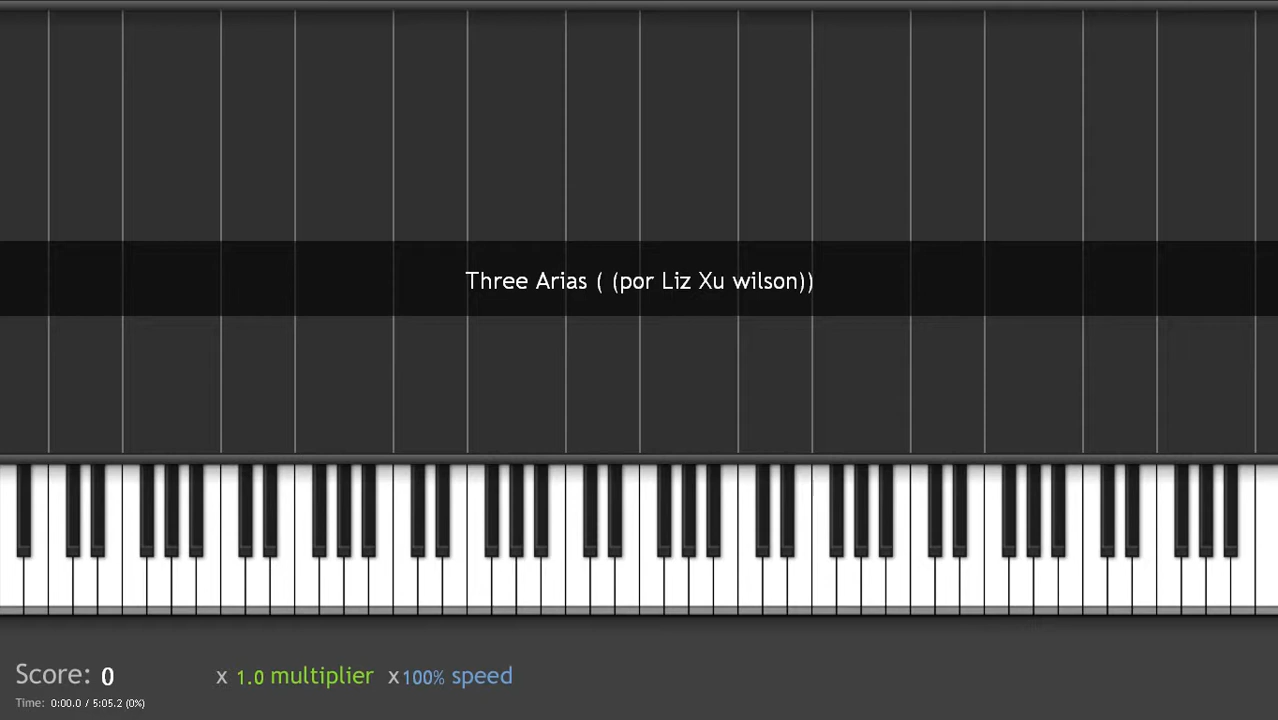 Three Arias ( (por Liz Xu wilson))
Score: 0 x 1.0 multiplier x100% speed
Time: 0:00.0 / 5:05.2 (0%)